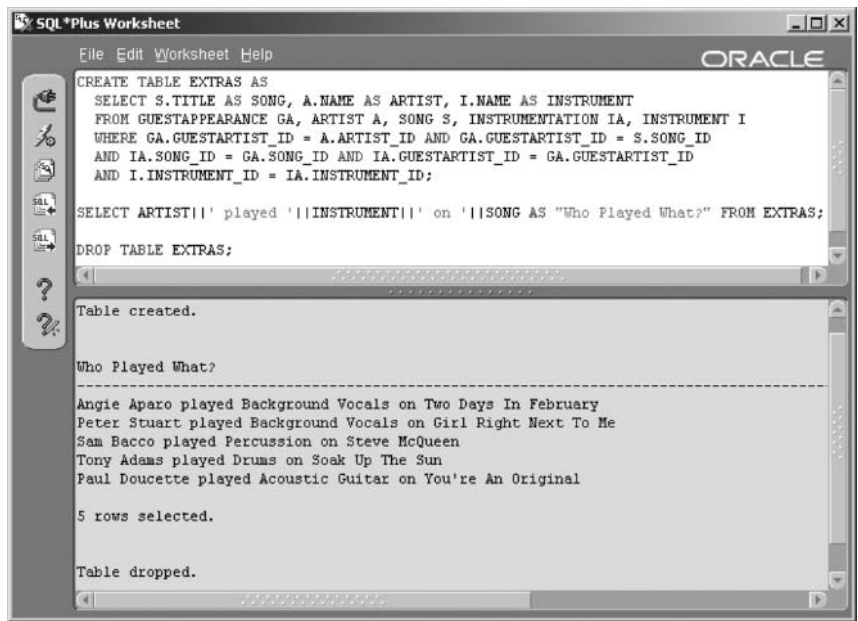 SQL*Plus Worksheet
File Edit Worksheet Help
ORACLE
CREATE TABLE EXTRAS AS
SELECT S.TITLE AS SONG, A.NAME AS ARTIST, I.NAME AS INSTRUMENT
FROM GUESTAPPEARANCE GA, ARTIST A, SONG S, INSTRUMENTATION IA, INSTRUMENT I
WHERE GA.GUESTARTIST_ID = A.ARTIST_ID AND GA.GUESTARTIST_ID = S.SONG_ID
AND IA.SONG_ID = GA.SONG_ID AND IA.GUESTARTIST_ID = GA.GUESTARTIST_ID
AND I.INSTRUMENT_ID = IA.INSTRUMENT_ID;
SELECT ARTIST||' played '||INSTRUMENT||' on '||SONG AS "Who Played What?" FROM EXTRAS;
DROP TABLE EXTRAS;
SQL
SQL
Table created.
Who Played What?
--------------------------------------------------------------------------------
Angie Aparo played Background Vocals on Two Days In February
Peter Stuart played Background Vocals on Girl Right Next To Me
Sam Bacco played Percussion on Steve McQueen
Tony Adams played Drums on Soak Up The Sun
Paul Doucette played Acoustic Guitar on You're An Original
5 rows selected.
Table dropped.